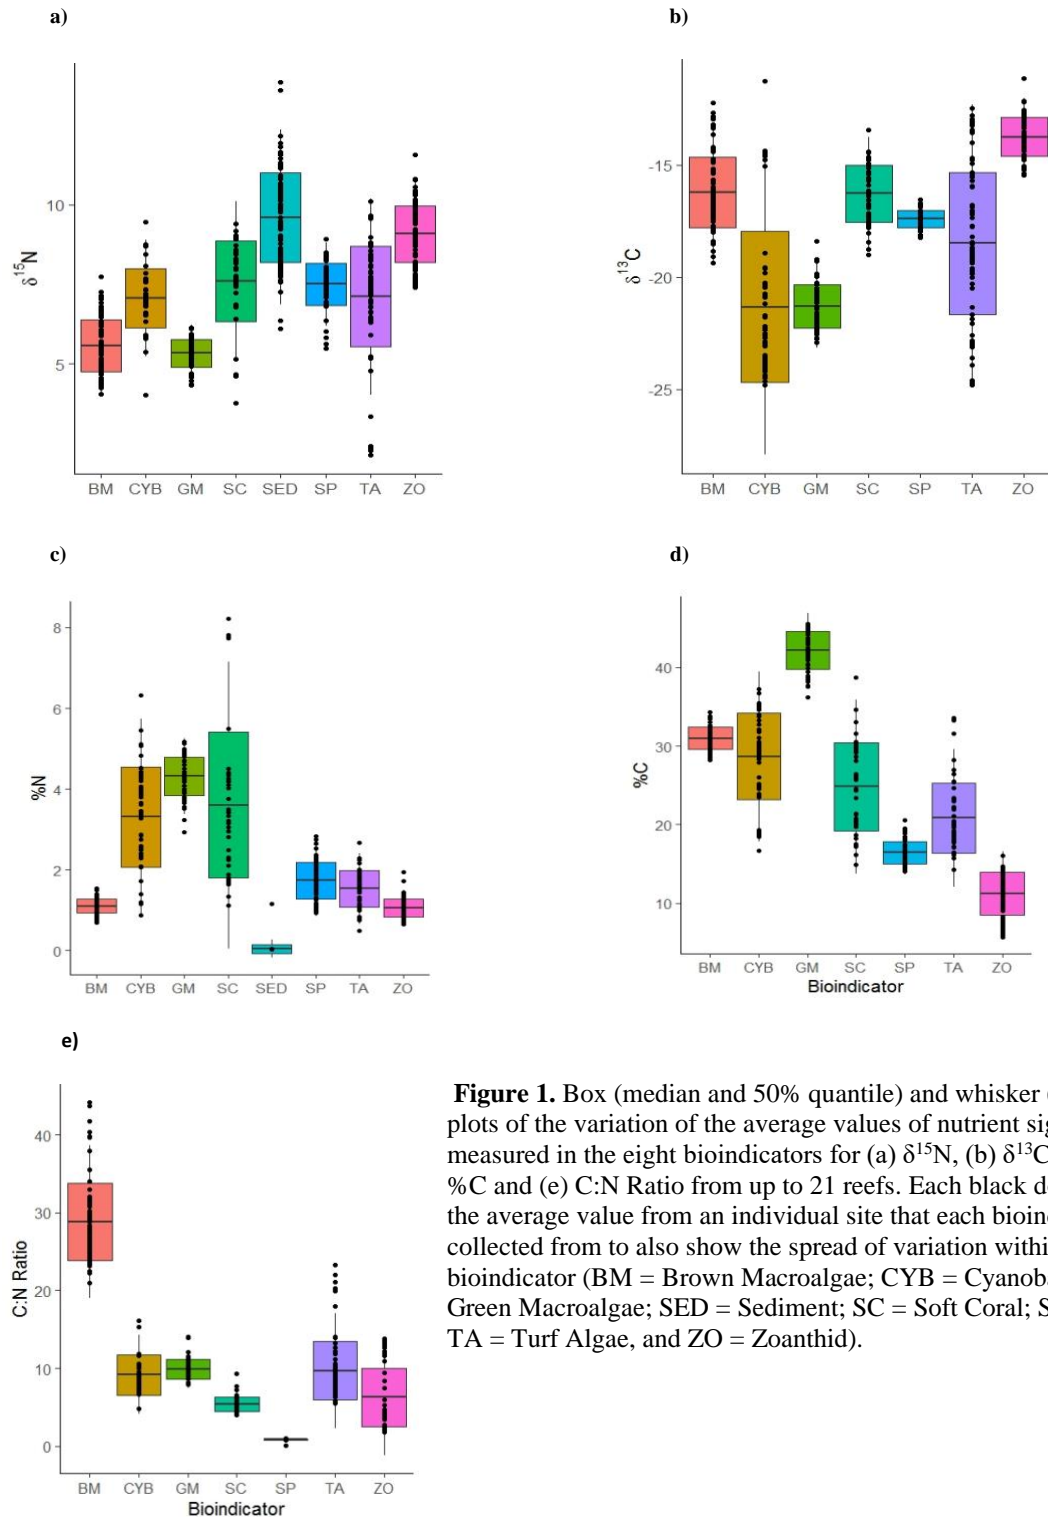 a)
b)
δ¹⁵N
10
5
BM CYB GM SC SED SP TA ZO
δ¹³C
-15
-20
-25
BM CYB GM SC SP TA ZO
c)
d)
%N
8
6
4
2
0
BM CYB GM SC SED SP TA ZO
%C
40
30
20
10
BM CYB GM SC SP TA ZO
Bioindicator
e)
C:N Ratio
40
30
20
10
0
BM CYB GM SC SP TA ZO
Bioindicator
Figure 1. Box (median and 50% quantile) and whisker (
plots of the variation of the average values of nutrient sig
measured in the eight bioindicators for (a) δ¹⁵N, (b) δ¹³C
%C and (e) C:N Ratio from up to 21 reefs. Each black d
the average value from an individual site that each bioind
collected from to also show the spread of variation within
bioindicator (BM = Brown Macroalgae; CYB = Cyanoba
Green Macroalgae; SED = Sediment; SC = Soft Coral; S
TA = Turf Algae, and ZO = Zoanthid).